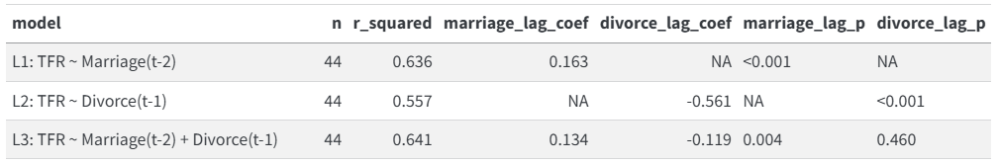 model n r_squared marriage_lag_coef divorce_lag_coef marriage_lag_p divorce_lag_p
L1: TFR ~ Marriage(t-2) 44 0.636 0.163 NA <0.001 NA
L2: TFR ~ Divorce(t-1) 44 0.557 NA -0.561 NA <0.001
L3: TFR ~ Marriage(t-2) + Divorce(t-1) 44 0.641 0.134 -0.119 0.004 0.460